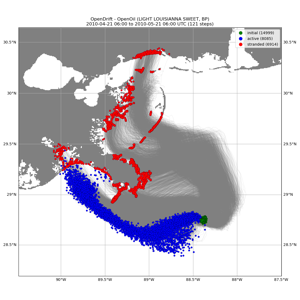 OpenDrift - OpenOil (LIGHT LOUISIANNA SWEET, BP)
2010-04-21 06:00 to 2010-05-21 06:00 UTC (121 steps)
initial (14999)
active (8085)
stranded (6914)
30.5°N
30°N
29.5°N
29°N
28.5°N
90°W
89.5°W
89°W
88.5°W
88°W
87.5°W